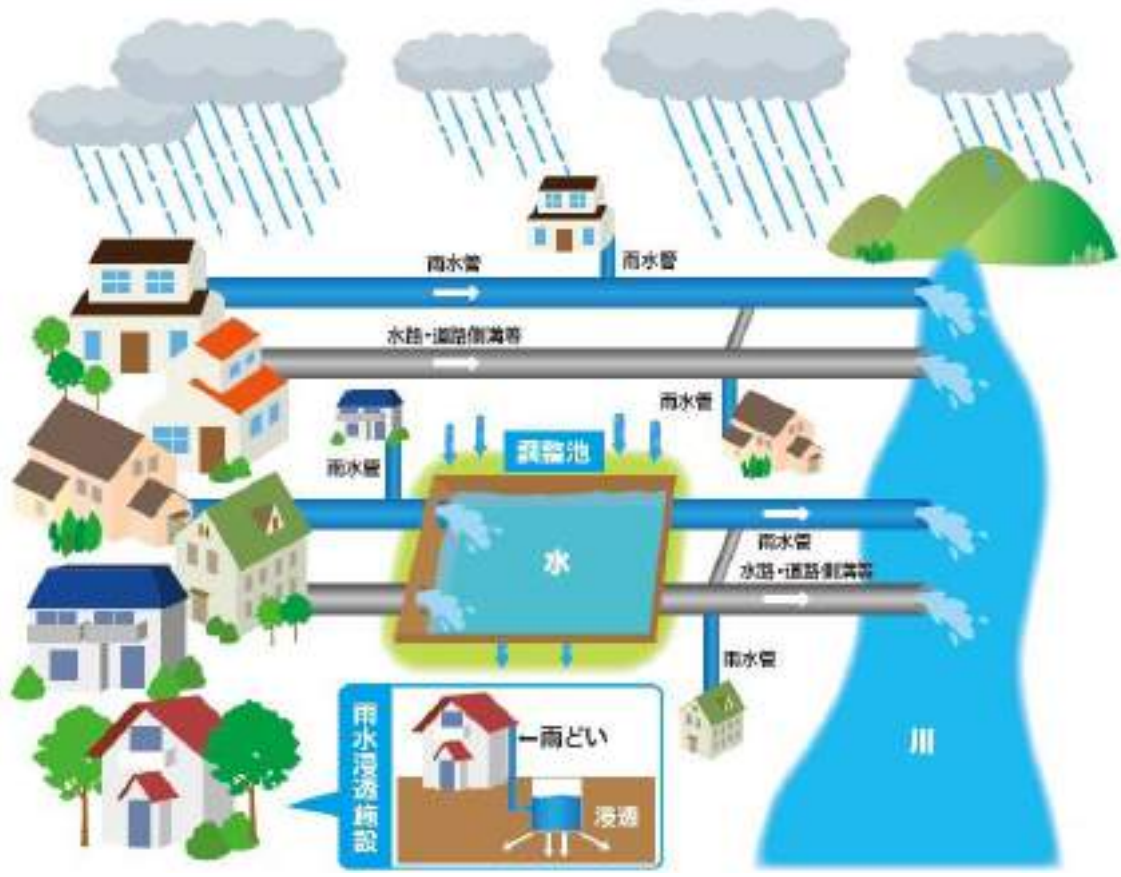 雨水管
雨水管
水路・道路側溝等
雨水管
調整池
雨水管
水
雨水管
水路・道路側溝等
雨水管
雨水浸透施設
←雨どい
浸透
川